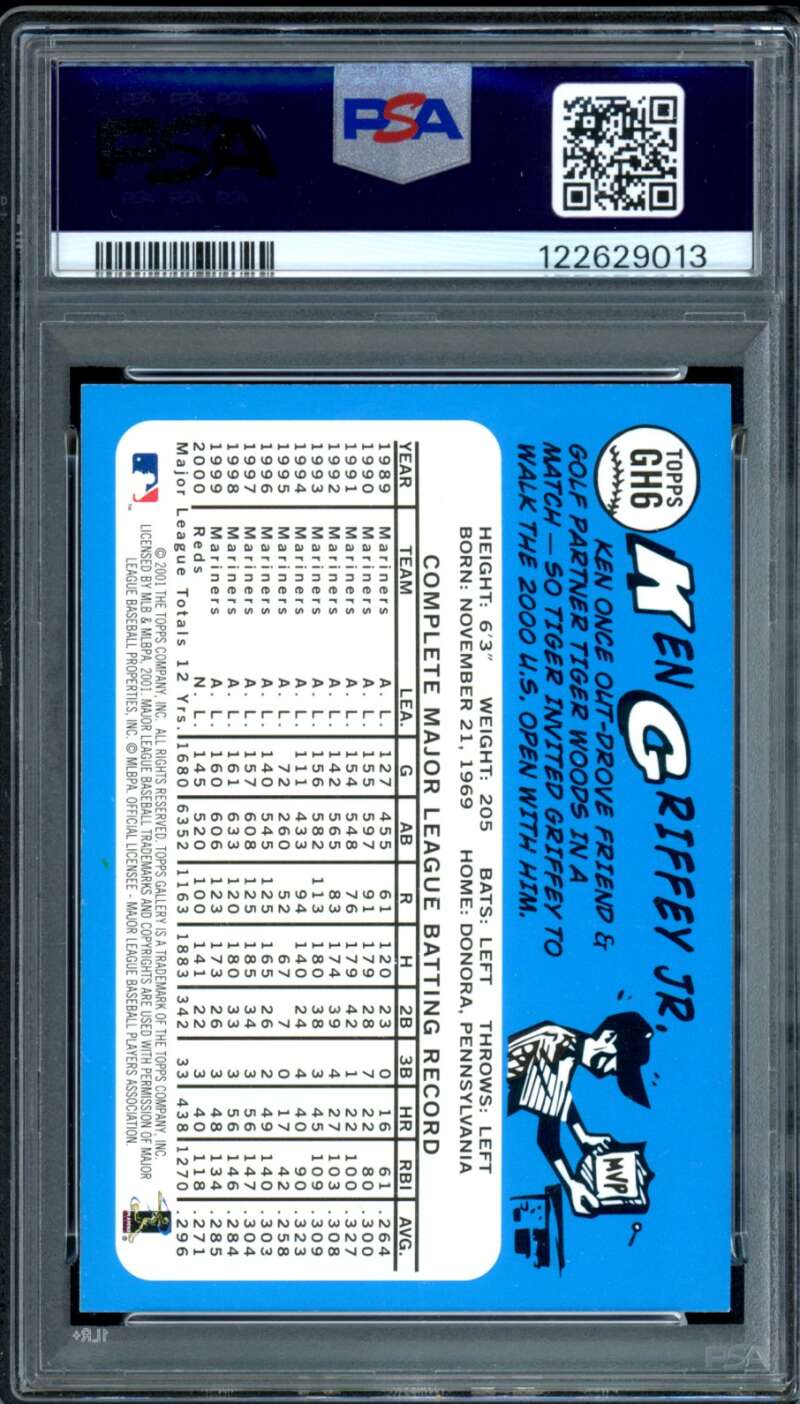 PSA PSA PSA
PSA
PSA PSA PSA
PSA
122629013
TOPPS
GH6
KEN GRIFFEY JR.
KEN ONCE OUT-DROVE FRIEND &
GOLF PARTNER TIGER WOODS IN A
MATCH — SO TIGER INVITED GRIFFEY TO
WALK THE 2000 U.S. OPEN WITH HIM.
MVP
HEIGHT: 6'3" WEIGHT: 205 BATS: LEFT THROWS: LEFT
BORN: NOVEMBER 21, 1969 HOME: DONORA, PENNSYLVANIA
COMPLETE MAJOR LEAGUE BATTING RECORD
YEAR TEAM LEA. G AB R H 2B 3B HR RBI AVG.
1989 Mariners A. L. 127 455 61 120 23 0 16 61 .264
1990 Mariners A. L. 155 597 91 179 28 7 22 80 .300
1991 Mariners A. L. 154 548 76 179 42 1 22 100 .327
1992 Mariners A. L. 142 565 83 174 39 4 27 103 .308
1993 Mariners A. L. 156 582 113 180 38 3 45 109 .309
1994 Mariners A. L. 111 433 94 140 24 4 40 90 .323
1995 Mariners A. L. 72 260 52 67 7 0 17 42 .258
1996 Mariners A. L. 140 545 125 165 26 2 49 140 .303
1997 Mariners A. L. 157 608 125 185 34 3 56 147 .304
1998 Mariners A. L. 161 633 120 180 33 3 56 146 .284
1999 Mariners A. L. 160 606 123 173 26 3 48 134 .285
2000 Reds N. L. 145 520 100 141 22 3 40 118 .271
Major League Totals 12 Yrs. 1680 6352 1163 1883 342 33 438 1270 .296
© 2001 THE TOPPS COMPANY, INC. ALL RIGHTS RESERVED. TOPPS GALLERY IS A TRADEMARK OF THE TOPPS COMPANY, INC.
LICENSED BY MLB & MLBPA, 2001. MAJOR LEAGUE BASEBALL TRADEMARKS AND COPYRIGHTS ARE USED WITH PERMISSION OF MAJOR
LEAGUE BASEBALL PROPERTIES, INC. © MLBPA. OFFICIAL LICENSEE - MAJOR LEAGUE BASEBALL PLAYERS ASSOCIATION.
PSA